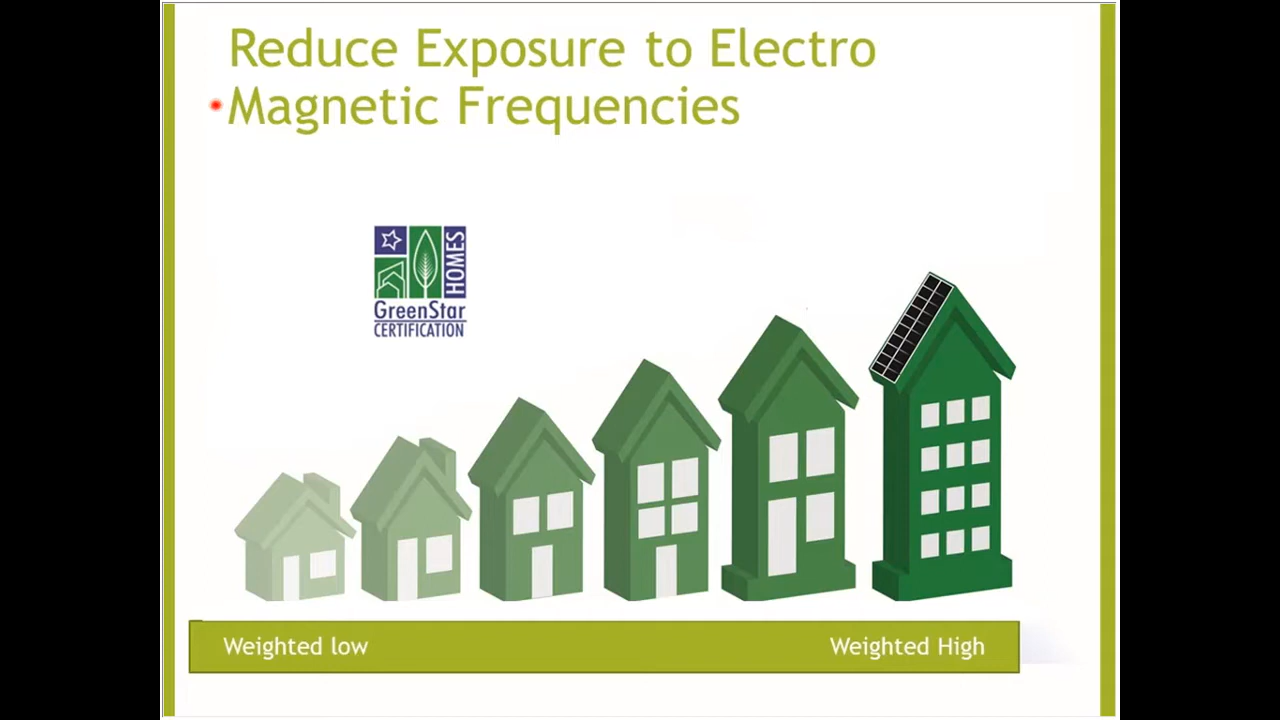 Reduce Exposure to Electro
Magnetic Frequencies
HOMES
GreenStar
CERTIFICATION
Weighted low
Weighted High